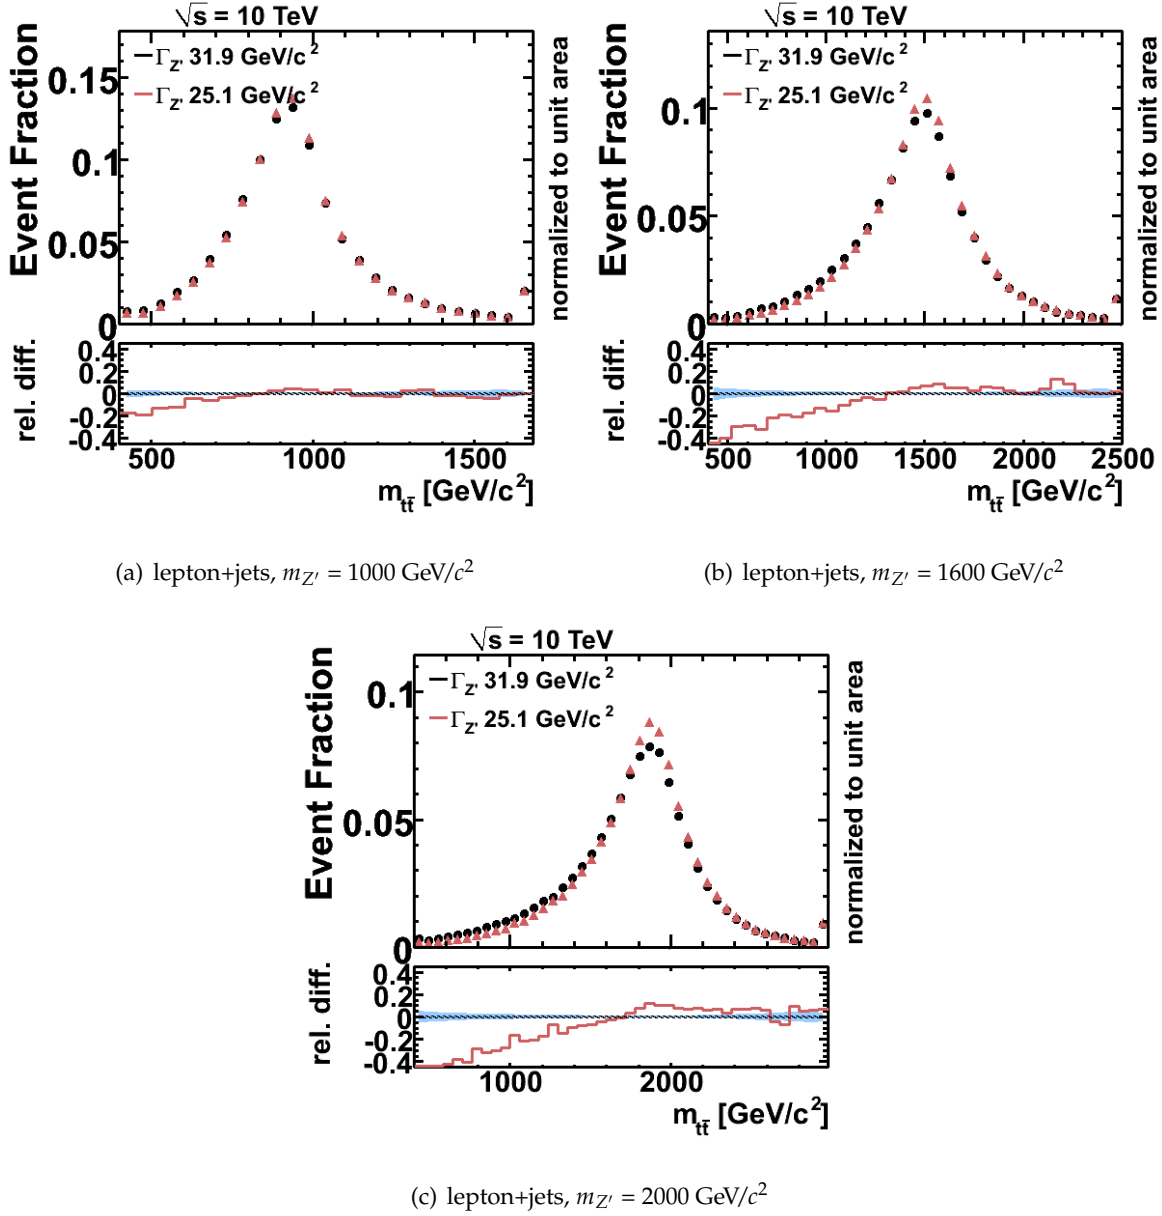 √s = 10 TeV
Γ_Z' 31.9 GeV/c²
Γ_Z' 25.1 GeV/c²
Event Fraction
normalized to unit area
0.15
0.1
0.05
0
rel. diff.
0.4
0.2
0
-0.2
-0.4
500 1000 1500
m_tt̄ [GeV/c²]
(a) lepton+jets, m_Z′ = 1000 GeV/c²
√s = 10 TeV
Γ_Z' 31.9 GeV/c²
Γ_Z' 25.1 GeV/c²
Event Fraction
normalized to unit area
0.1
0.05
0
rel. diff.
0.4
0.2
0
-0.2
-0.4
500 1000 1500 2000 2500
m_tt̄ [GeV/c²]
(b) lepton+jets, m_Z′ = 1600 GeV/c²
√s = 10 TeV
Γ_Z' 31.9 GeV/c²
Γ_Z' 25.1 GeV/c²
Event Fraction
normalized to unit area
0.1
0.05
0
rel. diff.
0.4
0.2
0
-0.2
-0.4
1000 2000
m_tt̄ [GeV/c²]
(c) lepton+jets, m_Z′ = 2000 GeV/c²